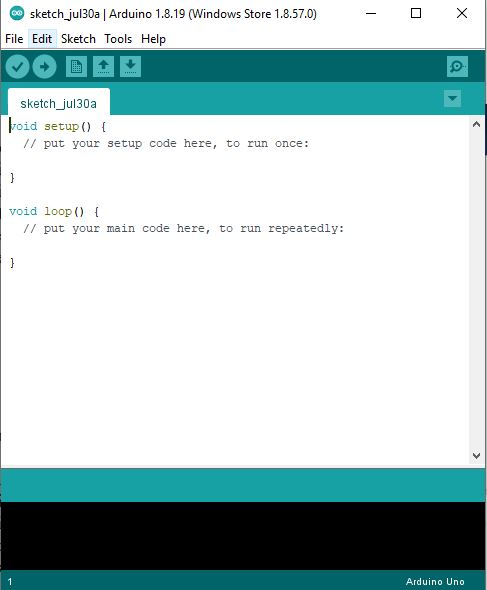 sketch_jul30a | Arduino 1.8.19 (Windows Store 1.8.57.0)
File Edit Sketch Tools Help
sketch_jul30a
void setup() {
  // put your setup code here, to run once:
}
void loop() {
  // put your main code here, to run repeatedly:
}
1 Arduino Uno